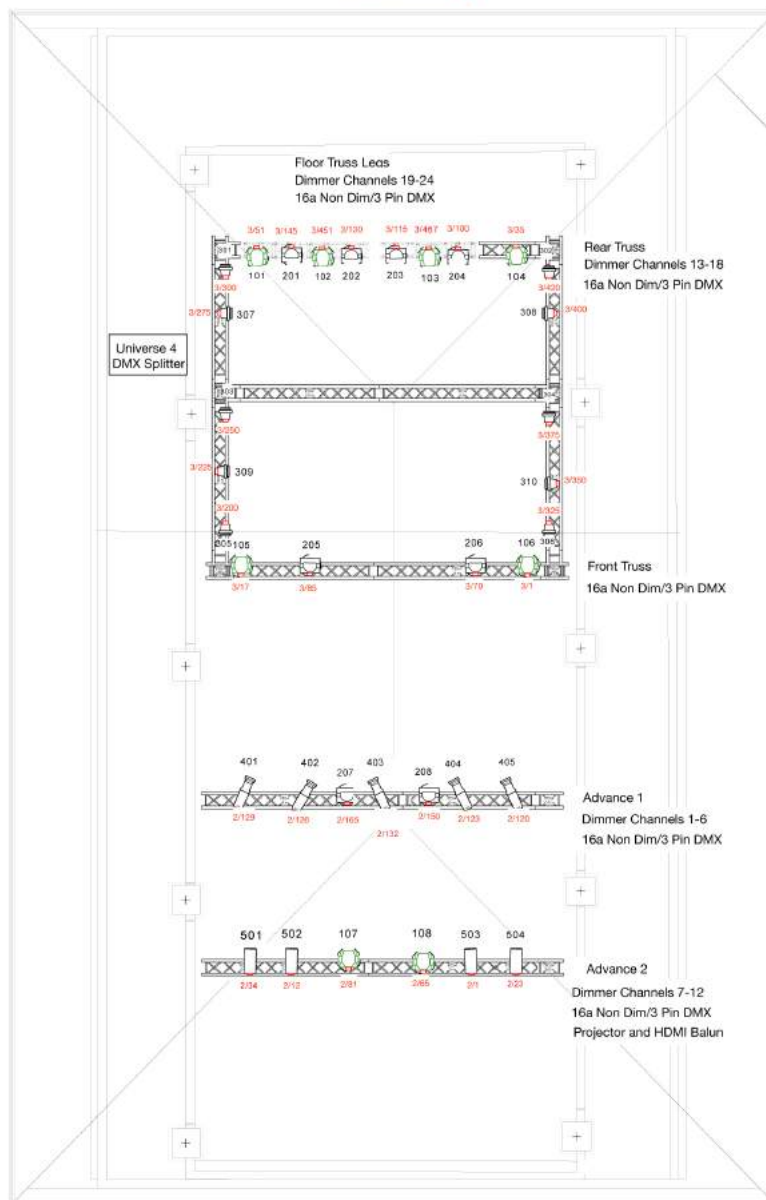 Floor Truss Legs
Dimmer Channels 19-24
16a Non Dim/3 Pin DMX
3/51 3/145 3/451 3/130 3/115 3/467 3/100 3/35
301 302
101 201 102 202 203 103 204 104
Rear Truss
Dimmer Channels 13-18
16a Non Dim/3 Pin DMX
3/300 3/420
3/275 307 308 3/400
Universe 4
DMX Splitter
303 304
3/250 3/375
3/225 309 310 3/350
3/200 3/325
305 105 205 206 106
Front Truss
16a Non Dim/3 Pin DMX
3/17 3/85 3/70 3/1
401 402 207 403 208 404 405
Advance 1
Dimmer Channels 1-6
16a Non Dim/3 Pin DMX
2/129 2/126 2/165 2/132 2/150 2/123 2/120
501 502 107 108 503 504
Advance 2
Dimmer Channels 7-12
16a Non Dim/3 Pin DMX
Projector and HDMI Balun
2/34 2/12 2/81 2/65 2/1 2/23